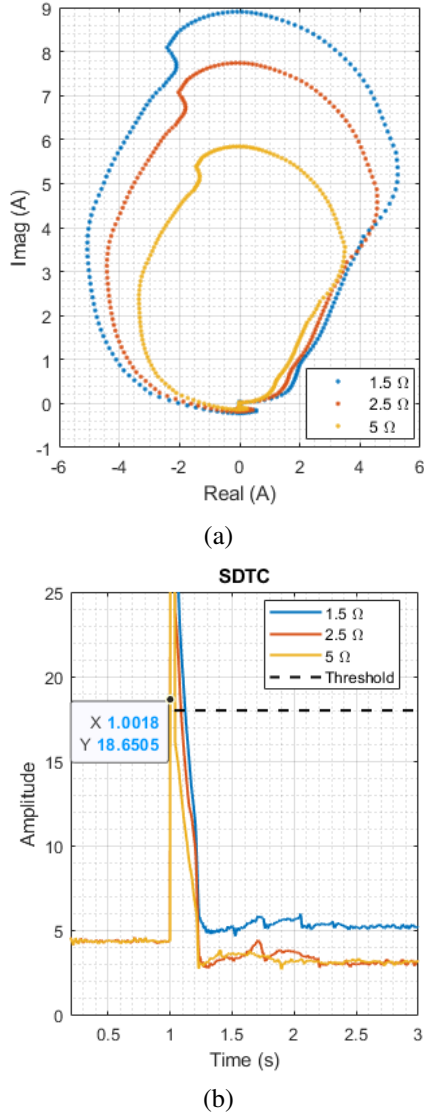 9
8
7
6
5
4
3
2
1
0
-1
Imag (A)
1.5 Ω
2.5 Ω
5 Ω
-6 -4 -2 0 2 4 6
Real (A)
(a)
SDTC
25
20
15
10
5
0
Amplitude
1.5 Ω
2.5 Ω
5 Ω
Threshold
X 1.0018
Y 18.6505
0.5 1 1.5 2 2.5 3
Time (s)
(b)